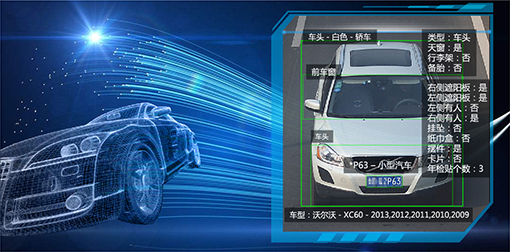 车头 - 白色 - 轿车
类型：车头
天窗：是
行李架：否
备胎：否
前车窗
右侧遮阳板：是
左侧遮阳板：是
左侧有人：否
右侧有人：是
挂坠：否
纸巾盒：否
摆件：是
卡片：否
年检贴个数：3
车头
*P63 – 小型汽车
P63
车型：沃尔沃 - XC60 - 2013,2012,2011,2010,2009